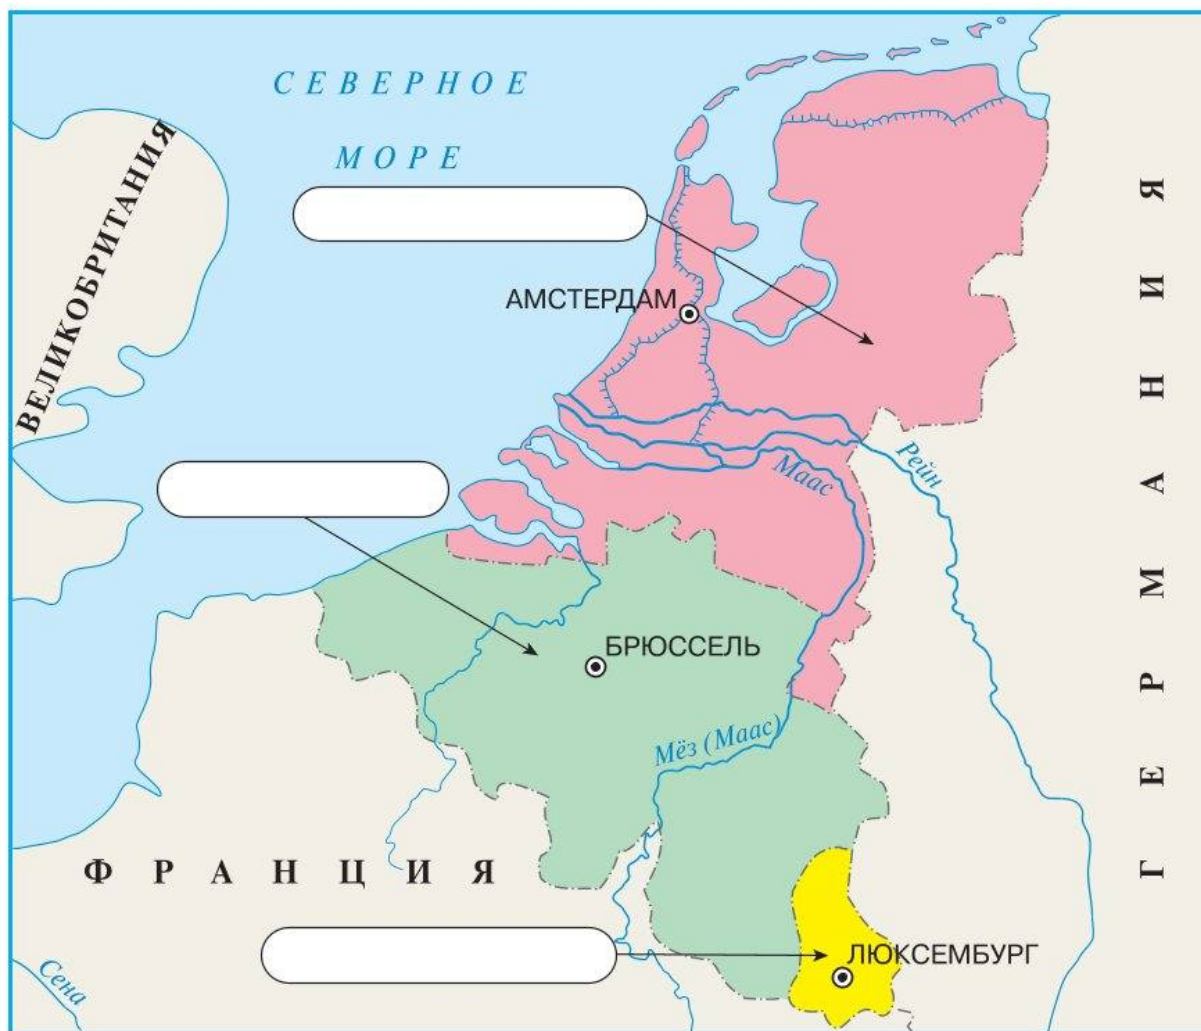 СЕВЕРНОЕ
МОРЕ
ВЕЛИКОБРИТАНИЯ
АМСТЕРДАМ
Рейн
Маас
ГЕРМАНИЯ
БРЮССЕЛЬ
Мёз (Маас)
ФРАНЦИЯ
ЛЮКСЕМБУРГ
Сена